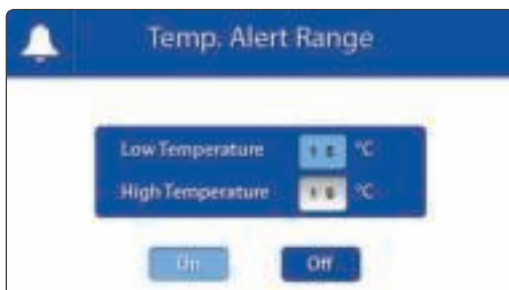 Temp. Alert Range
Low Temperature °C
High Temperature °C
On Off